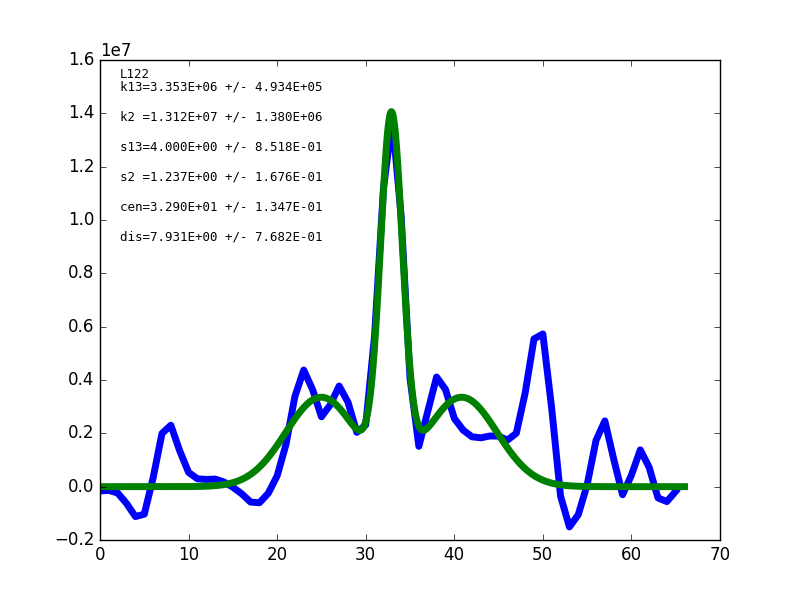 1e7
1.6
1.4
1.2
1.0
0.8
0.6
0.4
0.2
0.0
−0.2
L122
k13=3.353E+06 +/- 4.934E+05
k2 =1.312E+07 +/- 1.380E+06
s13=4.000E+00 +/- 8.518E-01
s2 =1.237E+00 +/- 1.676E-01
cen=3.290E+01 +/- 1.347E-01
dis=7.931E+00 +/- 7.682E-01
0 10 20 30 40 50 60 70